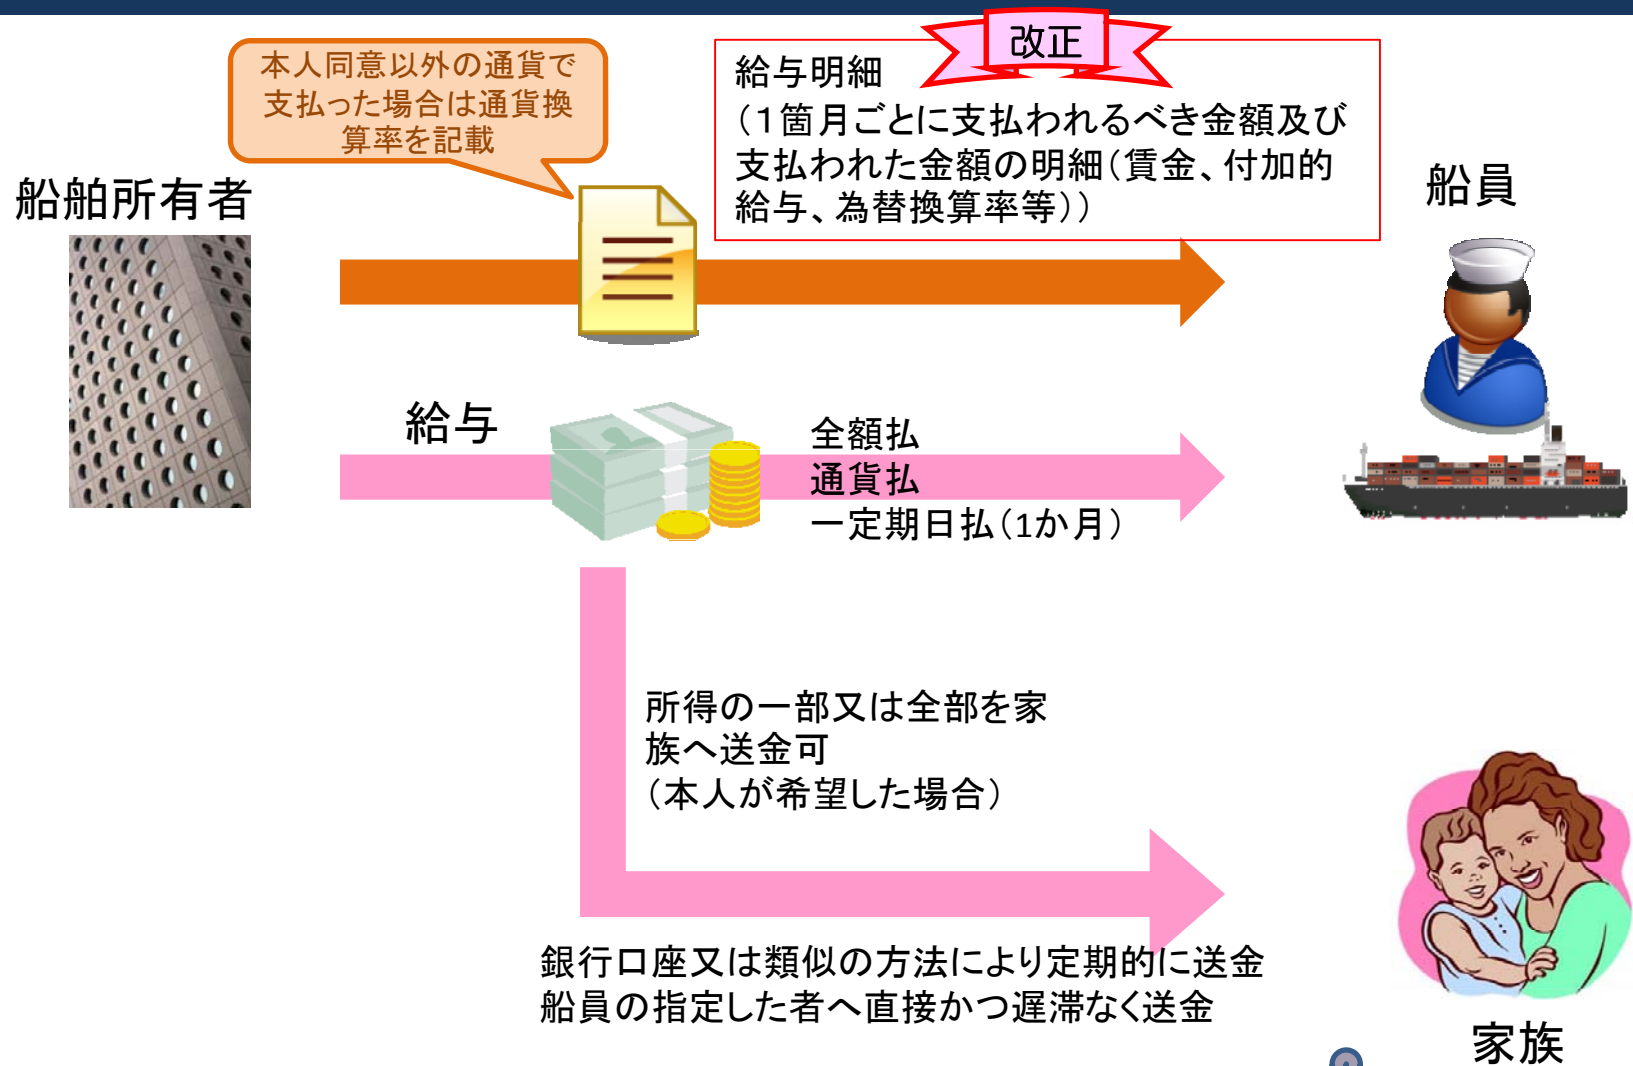 改正
本人同意以外の通貨で
支払った場合は通貨換
算率を記載
給与明細
（１箇月ごとに支払われるべき金額及び
支払われた金額の明細（賃金、付加的
給与、為替換算率等））
船舶所有者
船員
給与
全額払
通貨払
一定期日払（1か月）
所得の一部又は全部を家
族へ送金可
（本人が希望した場合）
銀行口座又は類似の方法により定期的に送金
船員の指定した者へ直接かつ遅滞なく送金
家族